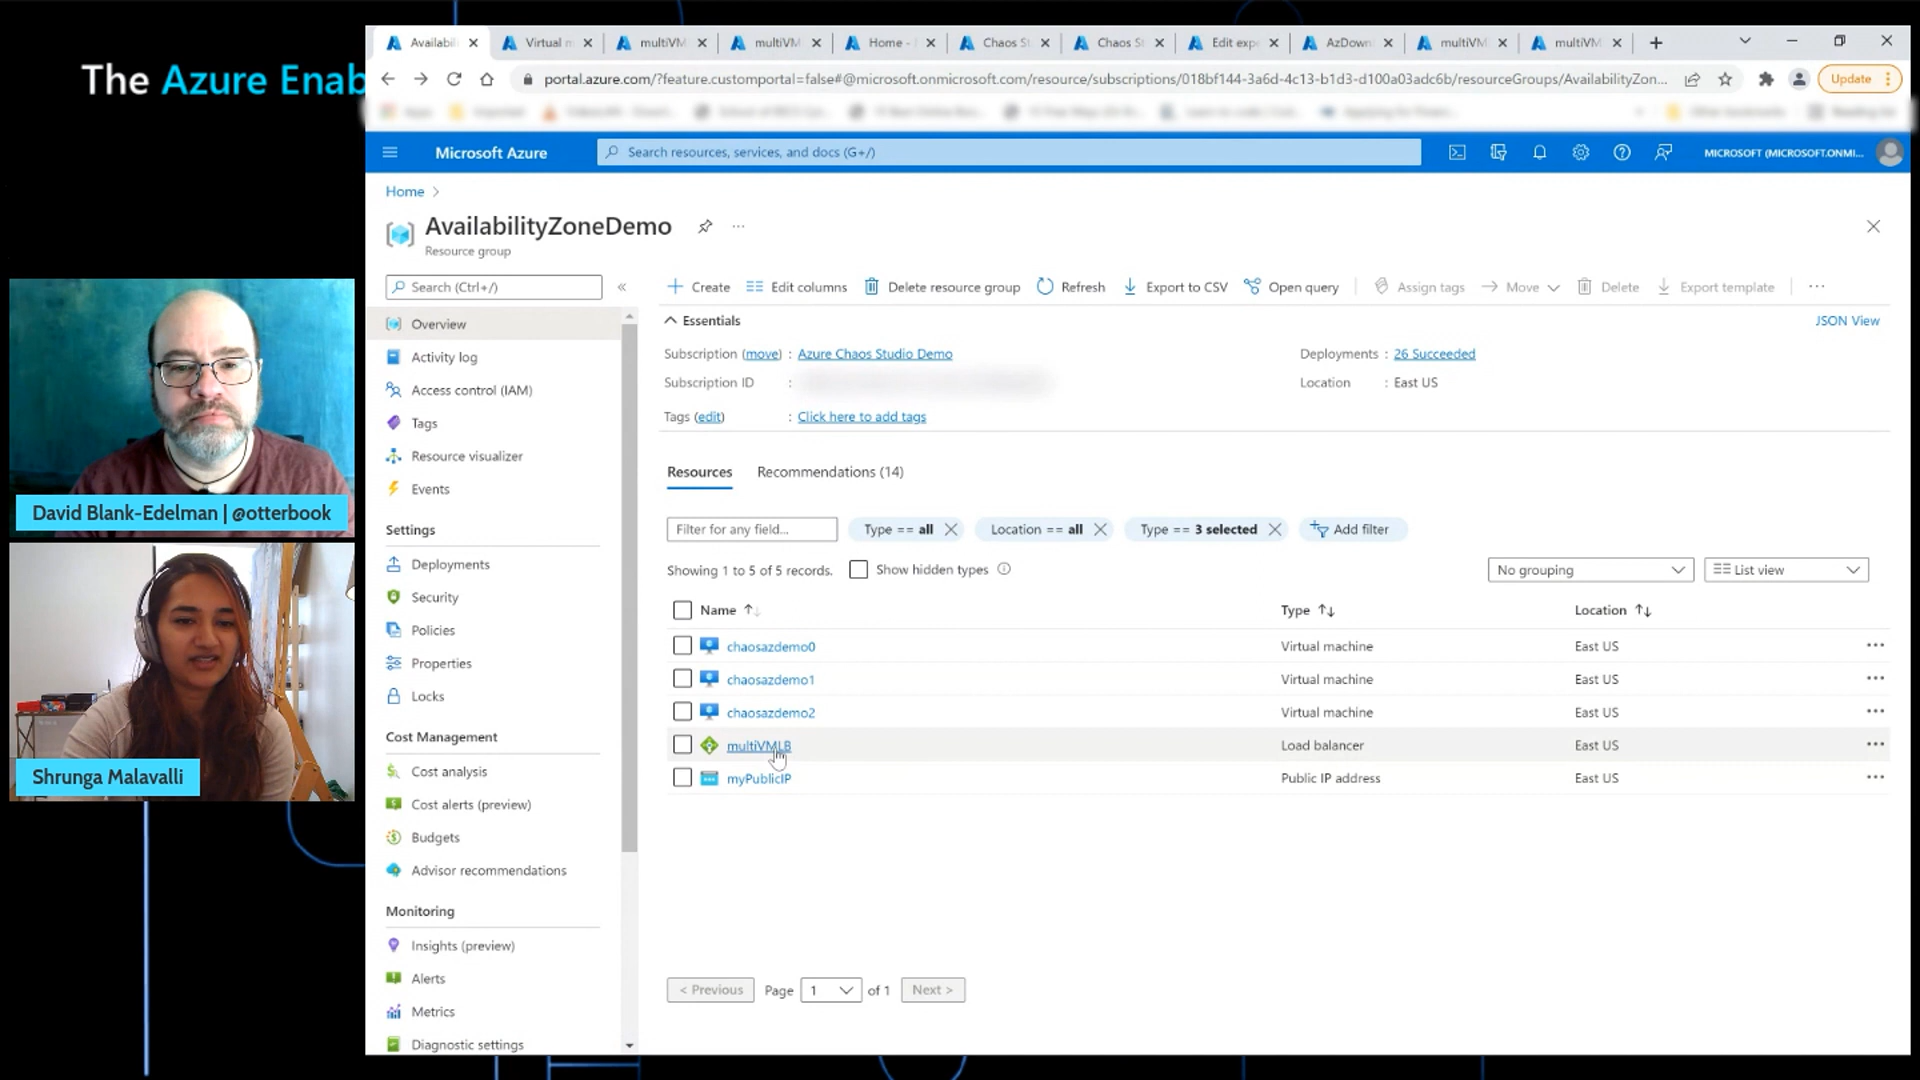 The Azure Enab
Availabi
Virtual m
multiVM
multiVM
Home -
Chaos St
Chaos St
Edit expe
AzDown
multiVM
multiVM
portal.azure.com/?feature.customportal=false#@microsoft.onmicrosoft.com/resource/subscriptions/018bf144-3a6d-4c13-b1d3-d100a03adc6b/resourceGroups/AvailabilityZon...
Update
Microsoft Azure
Search resources, services, and docs (G+/)
MICROSOFT (MICROSOFT.ONMI...
Home >
AvailabilityZoneDemo
Resource group
Search (Ctrl+/)
Overview
Activity log
Access control (IAM)
Tags
Resource visualizer
Events
Settings
Deployments
Security
Policies
Properties
Locks
Cost Management
Cost analysis
Cost alerts (preview)
Budgets
Advisor recommendations
Monitoring
Insights (preview)
Alerts
Metrics
Diagnostic settings
Create Edit columns Delete resource group Refresh Export to CSV Open query Assign tags Move Delete Export template
Essentials
JSON View
Subscription (move) : Azure Chaos Studio Demo
Deployments : 26 Succeeded
Subscription ID :
Location : East US
Tags (edit) : Click here to add tags
Resources Recommendations (14)
Filter for any field... Type == all Location == all Type == 3 selected Add filter
Showing 1 to 5 of 5 records. Show hidden types
No grouping List view
Name Type Location
chaosazdemo0 Virtual machine East US
chaosazdemo1 Virtual machine East US
chaosazdemo2 Virtual machine East US
multiVMLB Load balancer East US
myPublicIP Public IP address East US
< Previous Page 1 of 1 Next >
David Blank-Edelman | @otterbook
Shrunga Malavalli